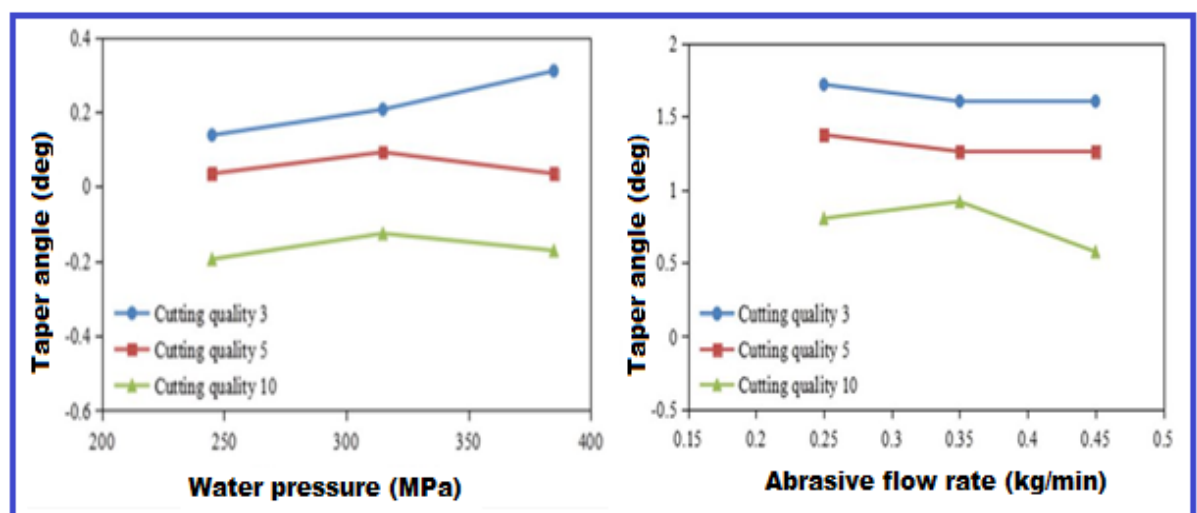 0.4
0.2
0
-0.2
-0.4
-0.6
200
250
300
350
400
Taper angle (deg)
Water pressure (MPa)
Cutting quality 3
Cutting quality 5
Cutting quality 10
2
1.5
1
0.5
0
-0.5
0.15
0.2
0.25
0.3
0.35
0.4
0.45
0.5
Taper angle (deg)
Abrasive flow rate (kg/min)
Cutting quality 3
Cutting quality 5
Cutting quality 10